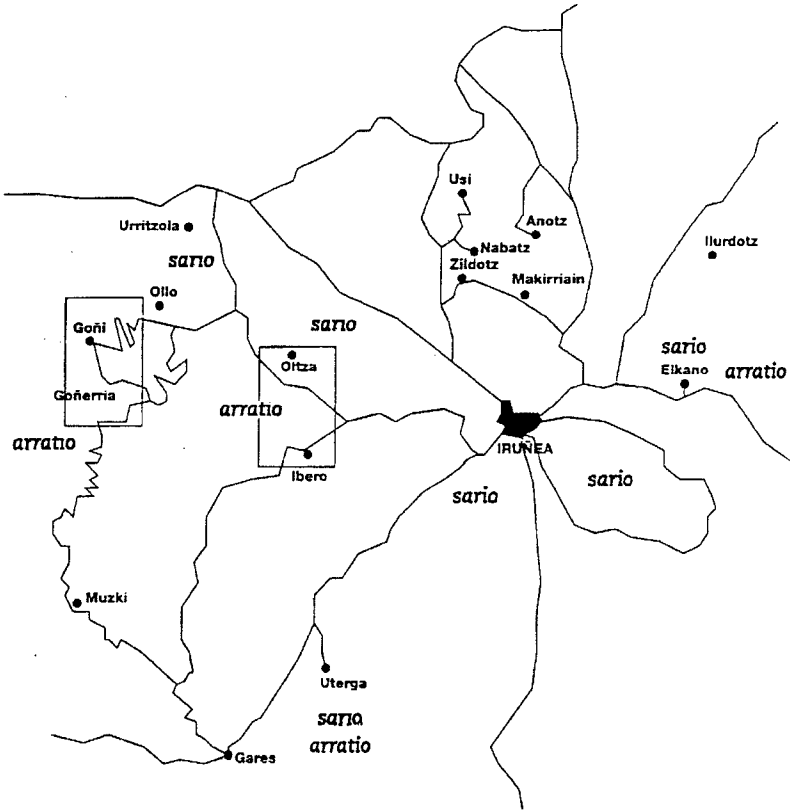 Usi
Anotz
Urritzola
Nabatz
Ilurdotz
sario
Zildotz
Makirriain
Ollo
Goñi
sario
sario
Oltza
Elkano
arratio
Goñerria
arratio
arratio
IRUÑEA
Ibero
sario
sario
Muzki
Uterga
sario
arratio
Gares